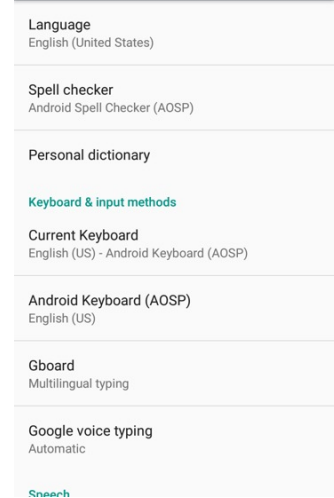 Language
English (United States)
Spell checker
Android Spell Checker (AOSP)
Personal dictionary
Keyboard & input methods
Current Keyboard
English (US) - Android Keyboard (AOSP)
Android Keyboard (AOSP)
English (US)
Gboard
Multilingual typing
Google voice typing
Automatic
Speech